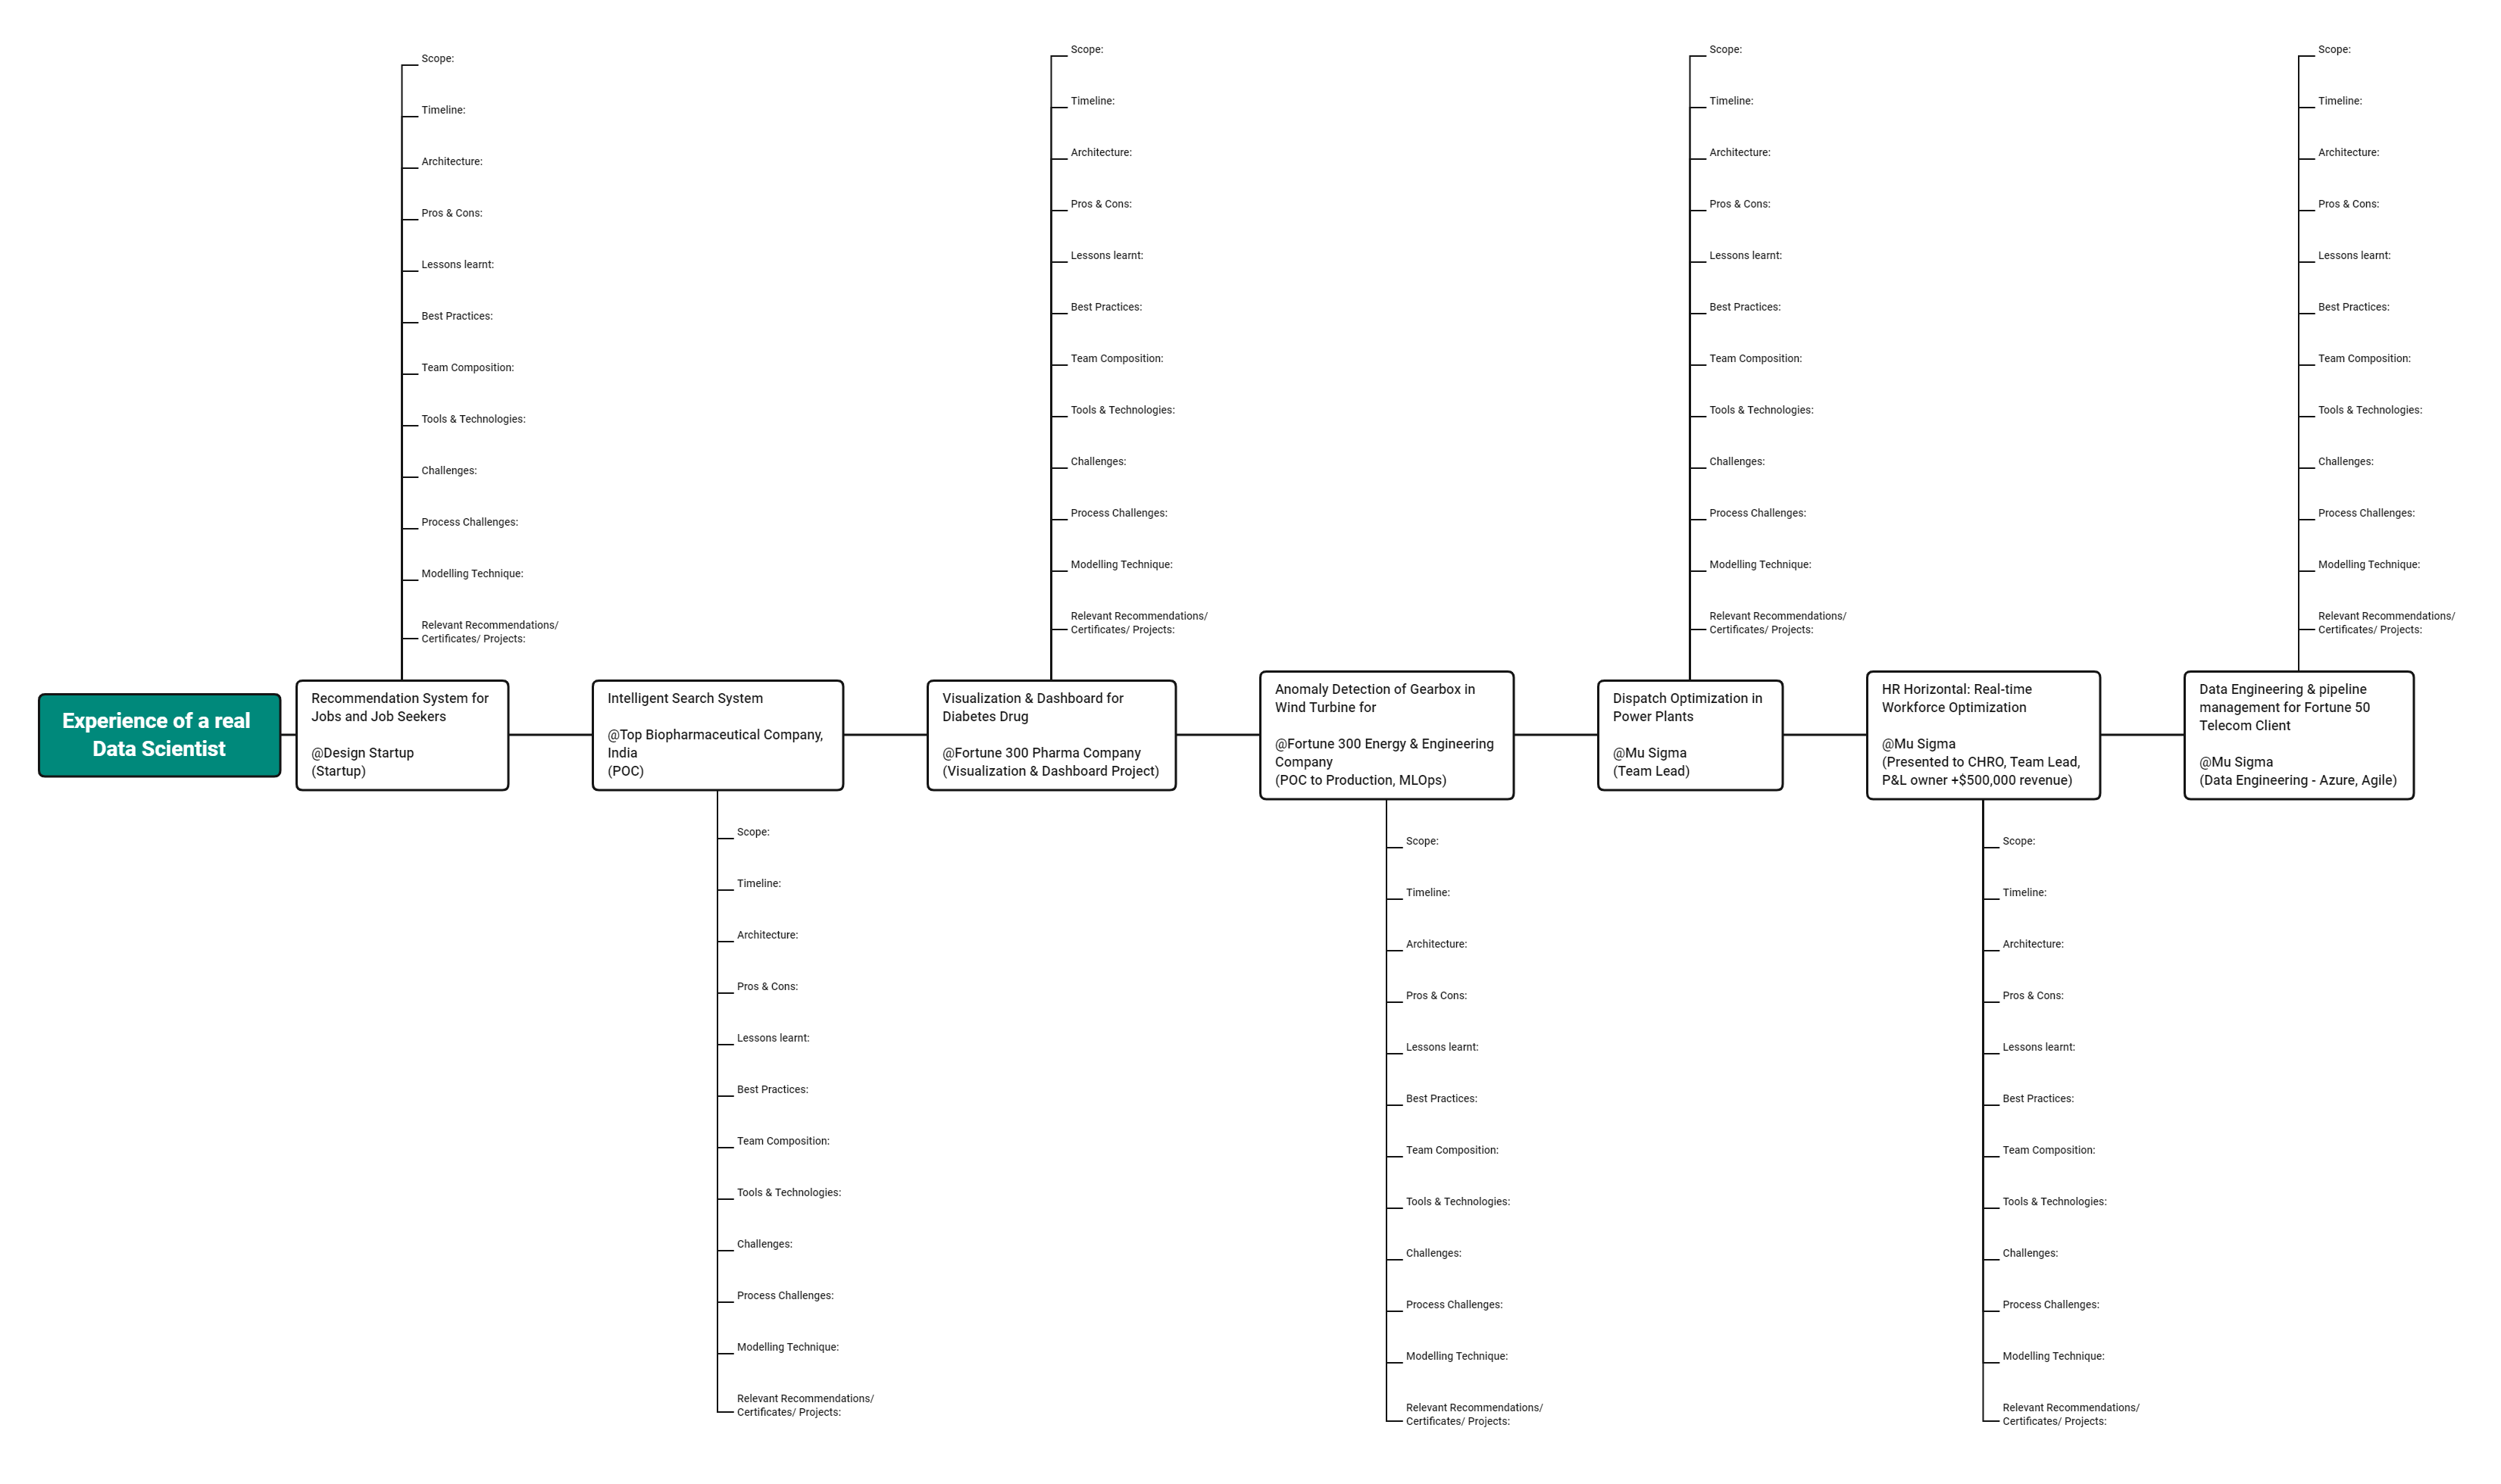 Experience of a real
Data Scientist
Recommendation System for
Jobs and Job Seekers
@Design Startup
(Startup)
Scope:
Timeline:
Architecture:
Pros & Cons:
Lessons learnt:
Best Practices:
Team Composition:
Tools & Technologies:
Challenges:
Process Challenges:
Modelling Technique:
Relevant Recommendations/
Certificates/ Projects:
Intelligent Search System
@Top Biopharmaceutical Company,
India
(POC)
Scope:
Timeline:
Architecture:
Pros & Cons:
Lessons learnt:
Best Practices:
Team Composition:
Tools & Technologies:
Challenges:
Process Challenges:
Modelling Technique:
Relevant Recommendations/
Certificates/ Projects:
Visualization & Dashboard for
Diabetes Drug
@Fortune 300 Pharma Company
(Visualization & Dashboard Project)
Scope:
Timeline:
Architecture:
Pros & Cons:
Lessons learnt:
Best Practices:
Team Composition:
Tools & Technologies:
Challenges:
Process Challenges:
Modelling Technique:
Relevant Recommendations/
Certificates/ Projects:
Anomaly Detection of Gearbox in
Wind Turbine for
@Fortune 300 Energy & Engineering
Company
(POC to Production, MLOps)
Scope:
Timeline:
Architecture:
Pros & Cons:
Lessons learnt:
Best Practices:
Team Composition:
Tools & Technologies:
Challenges:
Process Challenges:
Modelling Technique:
Relevant Recommendations/
Certificates/ Projects:
Dispatch Optimization in
Power Plants
@Mu Sigma
(Team Lead)
Scope:
Timeline:
Architecture:
Pros & Cons:
Lessons learnt:
Best Practices:
Team Composition:
Tools & Technologies:
Challenges:
Process Challenges:
Modelling Technique:
Relevant Recommendations/
Certificates/ Projects:
HR Horizontal: Real-time
Workforce Optimization
@Mu Sigma
(Presented to CHRO, Team Lead,
P&L owner +$500,000 revenue)
Scope:
Timeline:
Architecture:
Pros & Cons:
Lessons learnt:
Best Practices:
Team Composition:
Tools & Technologies:
Challenges:
Process Challenges:
Modelling Technique:
Relevant Recommendations/
Certificates/ Projects:
Data Engineering & pipeline
management for Fortune 50
Telecom Client
@Mu Sigma
(Data Engineering - Azure, Agile)
Scope:
Timeline:
Architecture:
Pros & Cons:
Lessons learnt:
Best Practices:
Team Composition:
Tools & Technologies:
Challenges:
Process Challenges:
Modelling Technique:
Relevant Recommendations/
Certificates/ Projects: